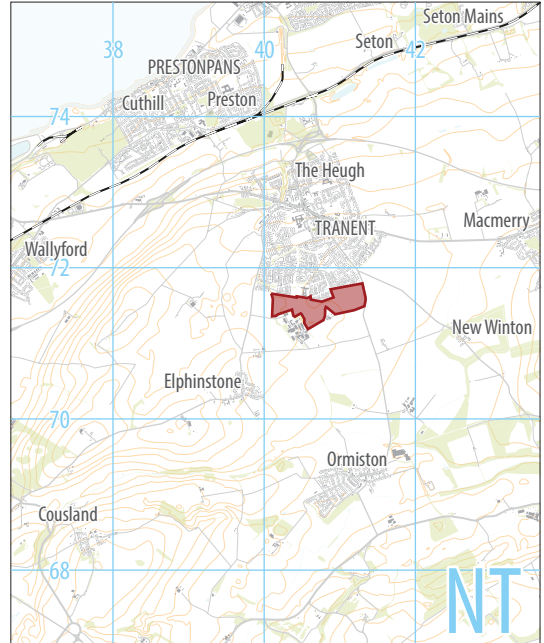 Seton Mains
38
40
Seton
42
PRESTONPANS
Cuthill
Preston
74
The Heugh
TRANENT
Macmerry
Wallyford
72
New Winton
Elphinstone
70
Ormiston
Cousland
68
NT